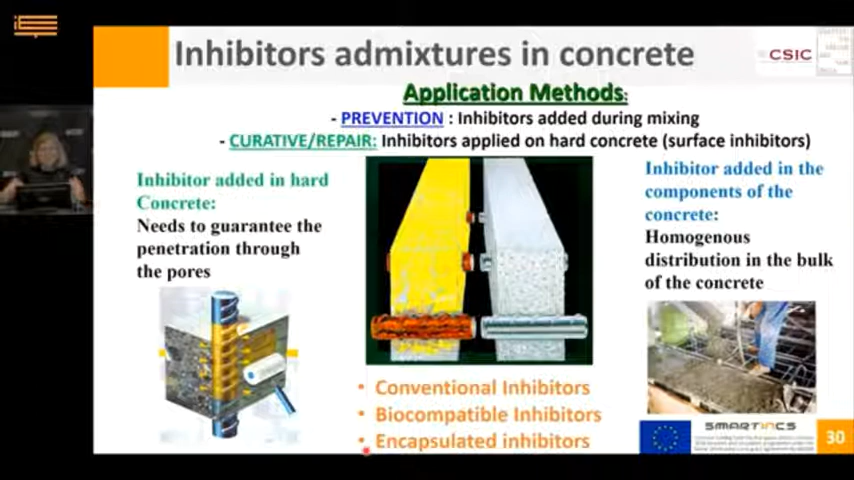 Inhibitors admixtures in concrete
CSIC
Application Methods:
- PREVENTION : Inhibitors added during mixing
- CURATIVE/REPAIR: Inhibitors applied on hard concrete (surface inhibitors)
Inhibitor added in hard
Concrete:
Needs to guarantee the
penetration through
the pores
Inhibitor added in the
components of the
concrete:
Homogenous
distribution in the bulk
of the concrete
• Conventional Inhibitors
• Biocompatible Inhibitors
• Encapsulated inhibitors
SMARTINCS
30